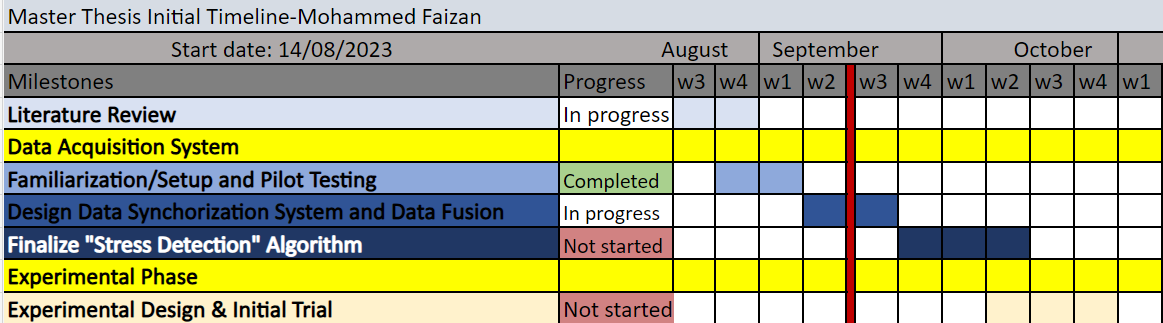 Master Thesis Initial Timeline-Mohammed Faizan
Start date: 14/08/2023 August September October
Milestones Progress w3 w4 w1 w2 w3 w4 w1 w2 w3 w4 w1
Literature Review In progress
Data Acquisition System
Familiarization/Setup and Pilot Testing Completed
Design Data Synchorization System and Data Fusion In progress
Finalize "Stress Detection" Algorithm Not started
Experimental Phase
Experimental Design & Initial Trial Not started